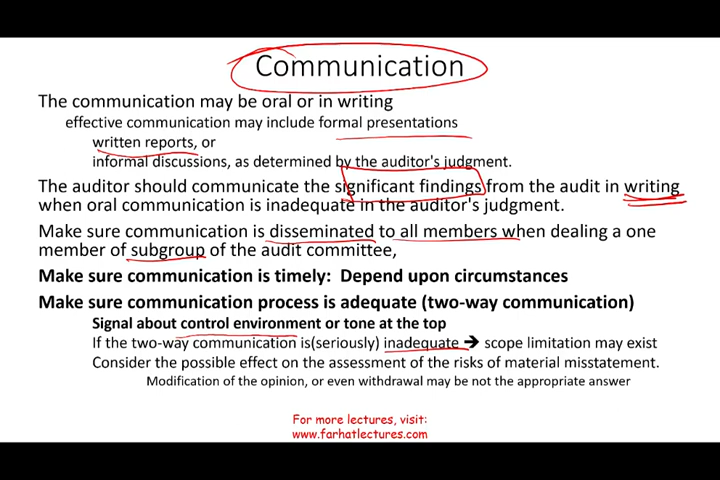 Communication
The communication may be oral or in writing
effective communication may include formal presentations
written reports, or
informal discussions, as determined by the auditor's judgment.
The auditor should communicate the significant findings from the audit in writing
when oral communication is inadequate in the auditor's judgment.
Make sure communication is disseminated to all members when dealing a one
member of subgroup of the audit committee,
Make sure communication is timely: Depend upon circumstances
Make sure communication process is adequate (two-way communication)
Signal about control environment or tone at the top
If the two-way communication is(seriously) inadequate ➔ scope limitation may exist
Consider the possible effect on the assessment of the risks of material misstatement.
Modification of the opinion, or even withdrawal may be not the appropriate answer
For more lectures, visit:
www.farhatlectures.com